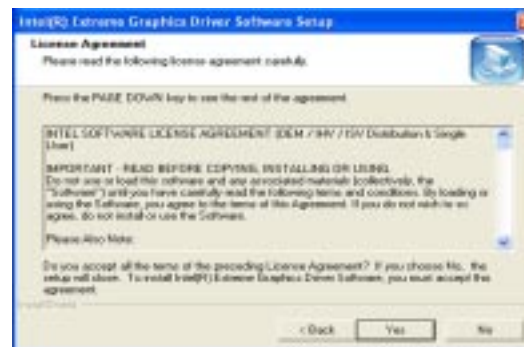 Intel(R) Extreme Graphics Driver Software Setup
License Agreement
Please read the following license agreement carefully.
Press the PAGE DOWN key to see the rest of the agreement.
INTEL SOFTWARE LICENSE AGREEMENT (OEM / IHV / ISV Distribution & Single
User)
IMPORTANT - READ BEFORE COPYING, INSTALLING OR USING.
Do not use or load this software and any associated materials (collectively, the
"Software") until you have carefully read the following terms and conditions. By loading or
using the Software, you agree to the terms of this Agreement. If you do not wish to so
agree, do not install or use the Software.
Please Also Note:
Do you accept all the terms of the preceding License Agreement? If you choose No, the
setup will close. To install Intel(R) Extreme Graphics Driver Software, you must accept this
agreement.
InstallShield
< Back
Yes
No